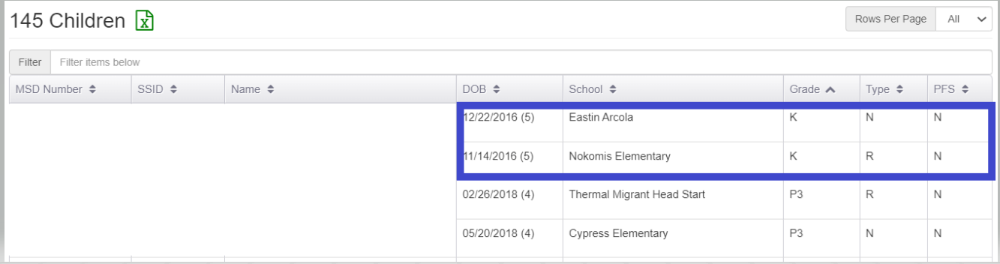 145 Children
Rows Per Page All
Filter Filter items below
MSD Number SSID Name DOB School Grade Type PFS
12/22/2016 (5) Eastin Arcola K N N
11/14/2016 (5) Nokomis Elementary K R N
02/26/2018 (4) Thermal Migrant Head Start P3 R N
05/20/2018 (4) Cypress Elementary P3 N N